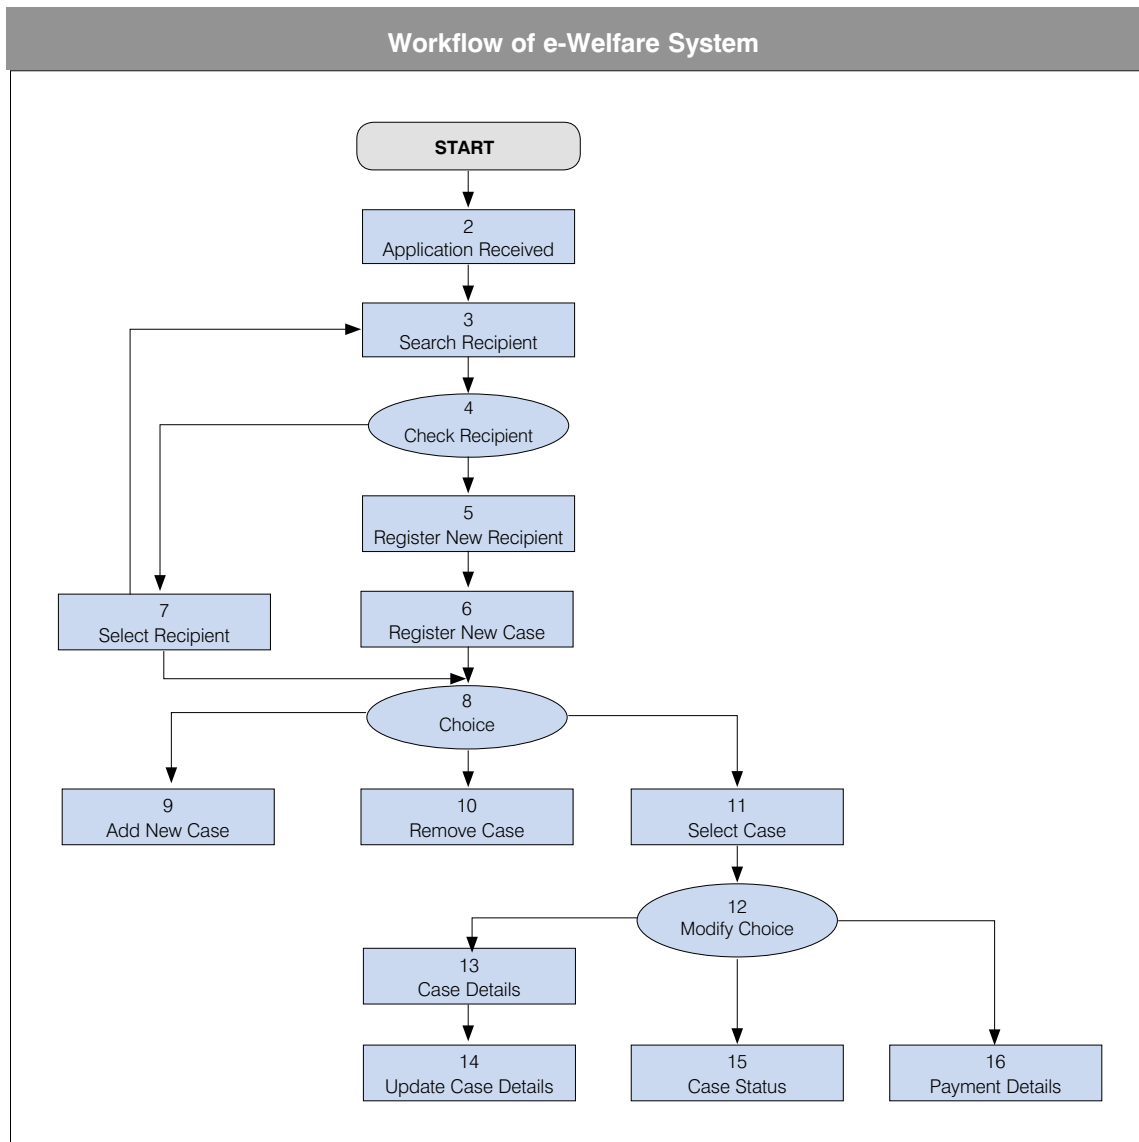 Workflow of e-Welfare System
START
2
Application Received
3
Search Recipient
4
Check Recipient
5
Register New Recipient
7
Select Recipient
6
Register New Case
8
Choice
9
Add New Case
10
Remove Case
11
Select Case
12
Modify Choice
13
Case Details
14
Update Case Details
15
Case Status
16
Payment Details